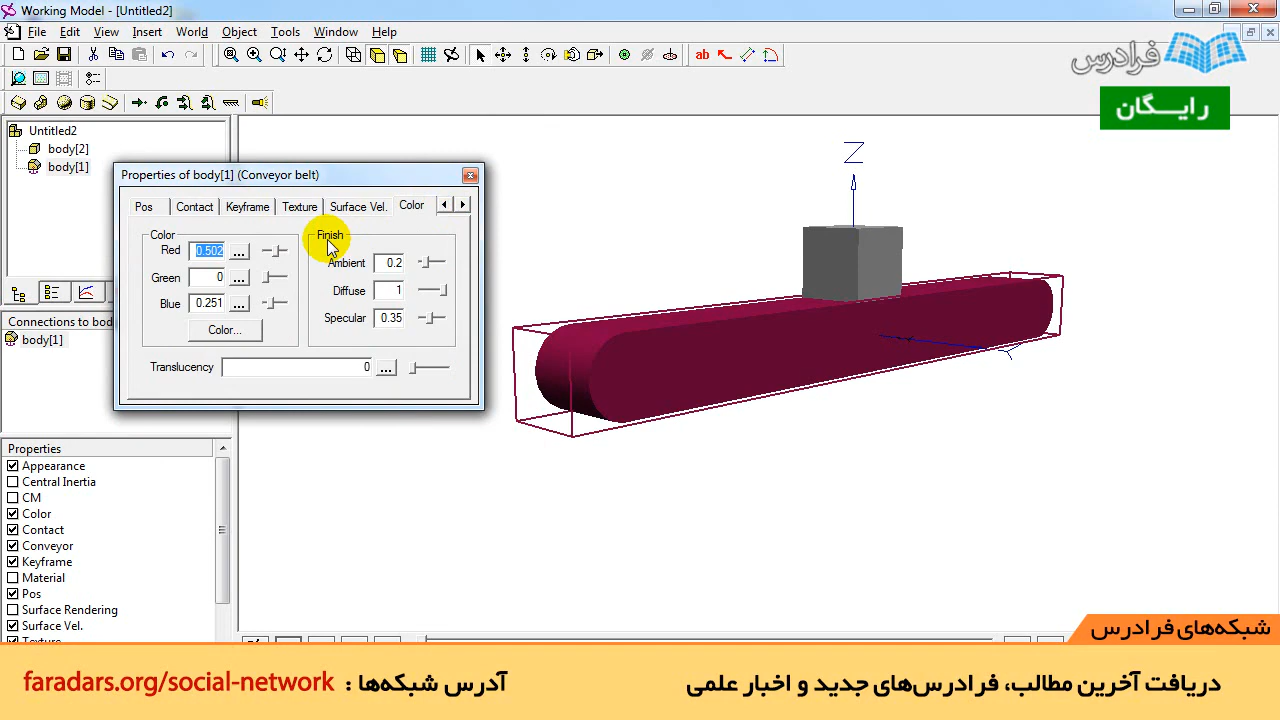 Working Model - [Untitled2]
File Edit View Insert World Object Tools Window Help
فرادرس
رایگان
ab
Untitled2
body[2]
body[1]
Properties of body[1] (Conveyor belt)
Pos Contact Keyframe Texture Surface Vel. Color
Color
Red 0.502 ...
Green 0 ...
Blue 0.251 ...
Color...
Finish
Ambient 0.2
Diffuse 1
Specular 0.35
Translucency 0 ...
Z
Connections to bod
body[1]
Properties
Appearance
Central Inertia
CM
Color
Contact
Conveyor
Keyframe
Material
Pos
Surface Rendering
Surface Vel.
Texture
شبکه‌های فرادرس
دریافت آخرین مطالب، فرادرس‌های جدید و اخبار علمی
آدرس شبکه‌ها : faradars.org/social-network